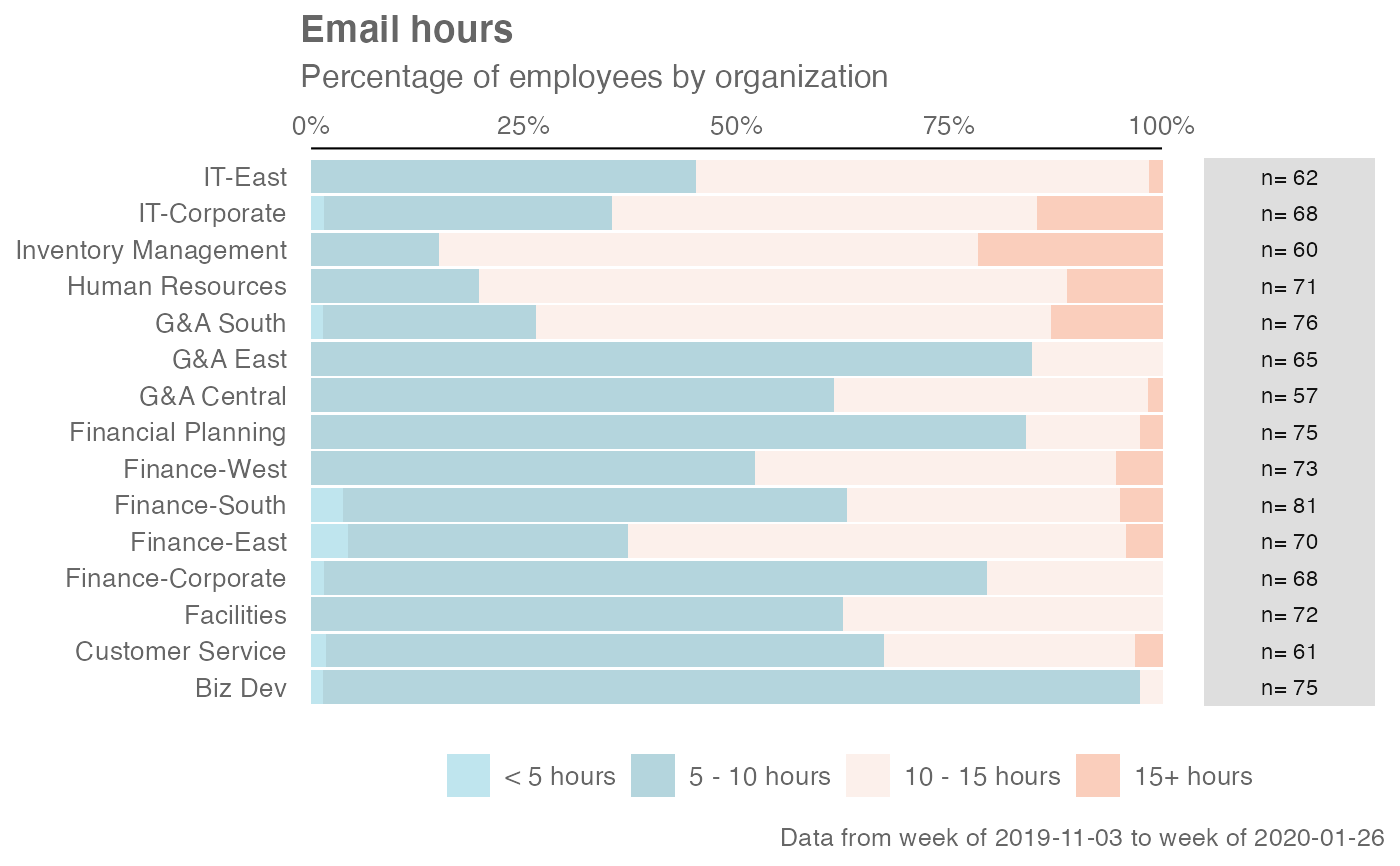 Email hours
Percentage of employees by organization
0% 25% 50% 75% 100%
IT-East n= 62
IT-Corporate n= 68
Inventory Management n= 60
Human Resources n= 71
G&A South n= 76
G&A East n= 65
G&A Central n= 57
Financial Planning n= 75
Finance-West n= 73
Finance-South n= 81
Finance-East n= 70
Finance-Corporate n= 68
Facilities n= 72
Customer Service n= 61
Biz Dev n= 75
< 5 hours 5 - 10 hours 10 - 15 hours 15+ hours
Data from week of 2019-11-03 to week of 2020-01-26